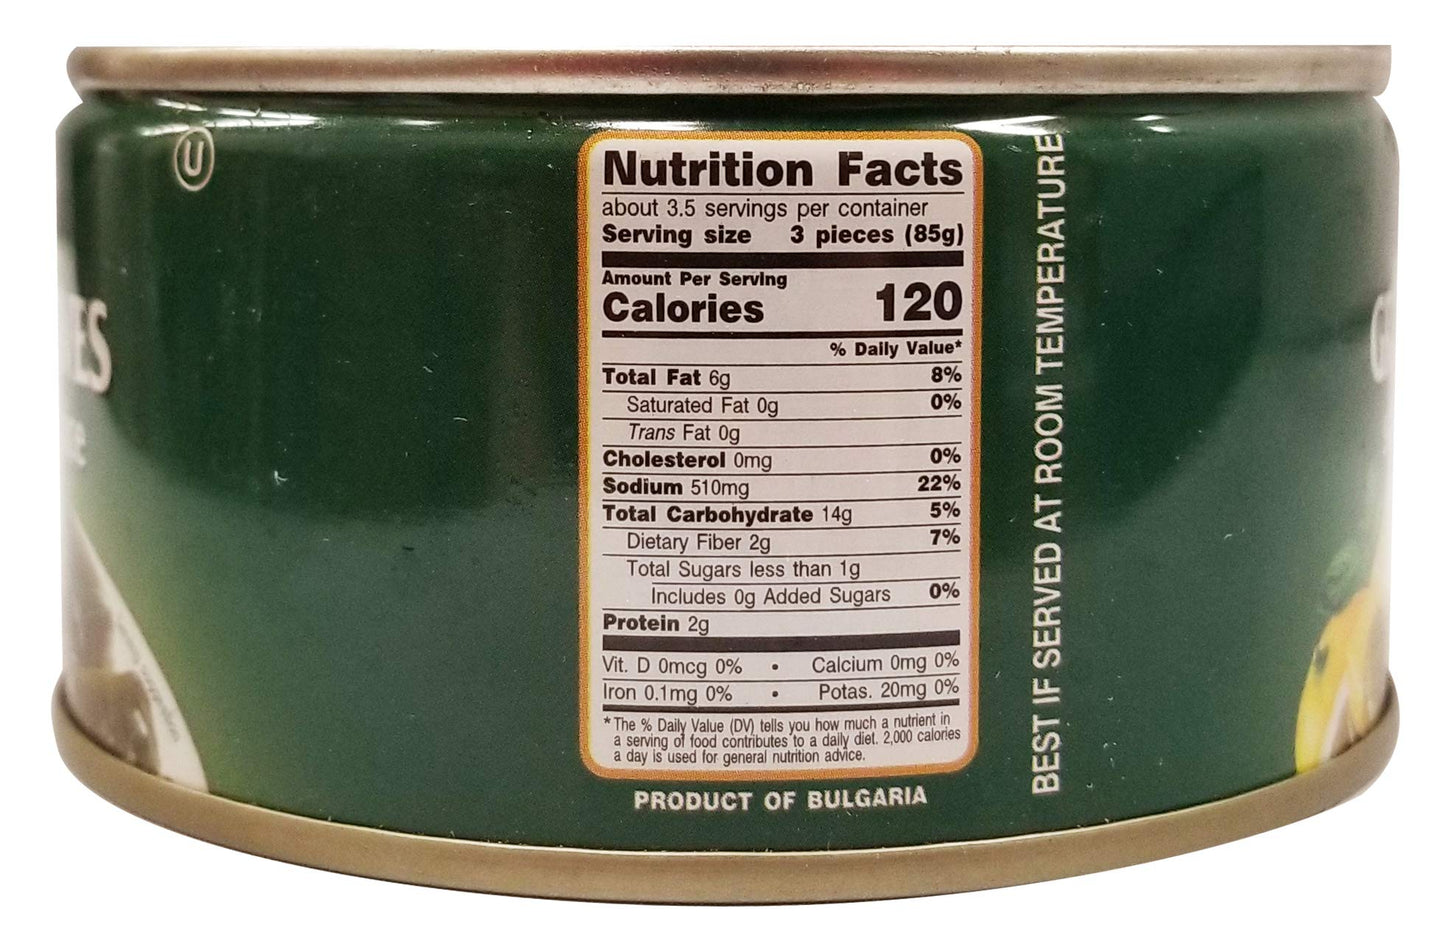 U
ES
e
Nutrition Facts
about 3.5 servings per container
Serving size 3 pieces (85g)
Amount Per Serving
Calories 120
% Daily Value*
Total Fat 6g 8%
Saturated Fat 0g 0%
Trans Fat 0g
Cholesterol 0mg 0%
Sodium 510mg 22%
Total Carbohydrate 14g 5%
Dietary Fiber 2g 7%
Total Sugars less than 1g
Includes 0g Added Sugars 0%
Protein 2g
Vit. D 0mcg 0% • Calcium 0mg 0%
Iron 0.1mg 0% • Potas. 20mg 0%
* The % Daily Value (DV) tells you how much a nutrient in
a serving of food contributes to a daily diet. 2,000 calories
a day is used for general nutrition advice.
PRODUCT OF BULGARIA
BEST IF SERVED AT ROOM TEMPERATURE